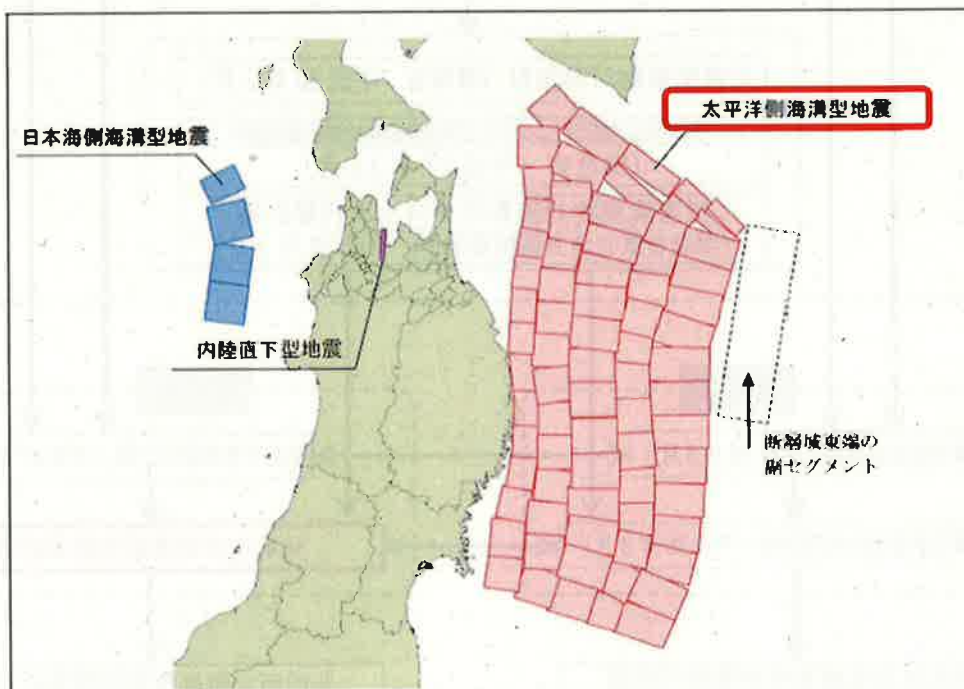 太平洋側海溝型地震
日本海側海溝型地震
内陸直下型地震
断層域東端の
副セグメント